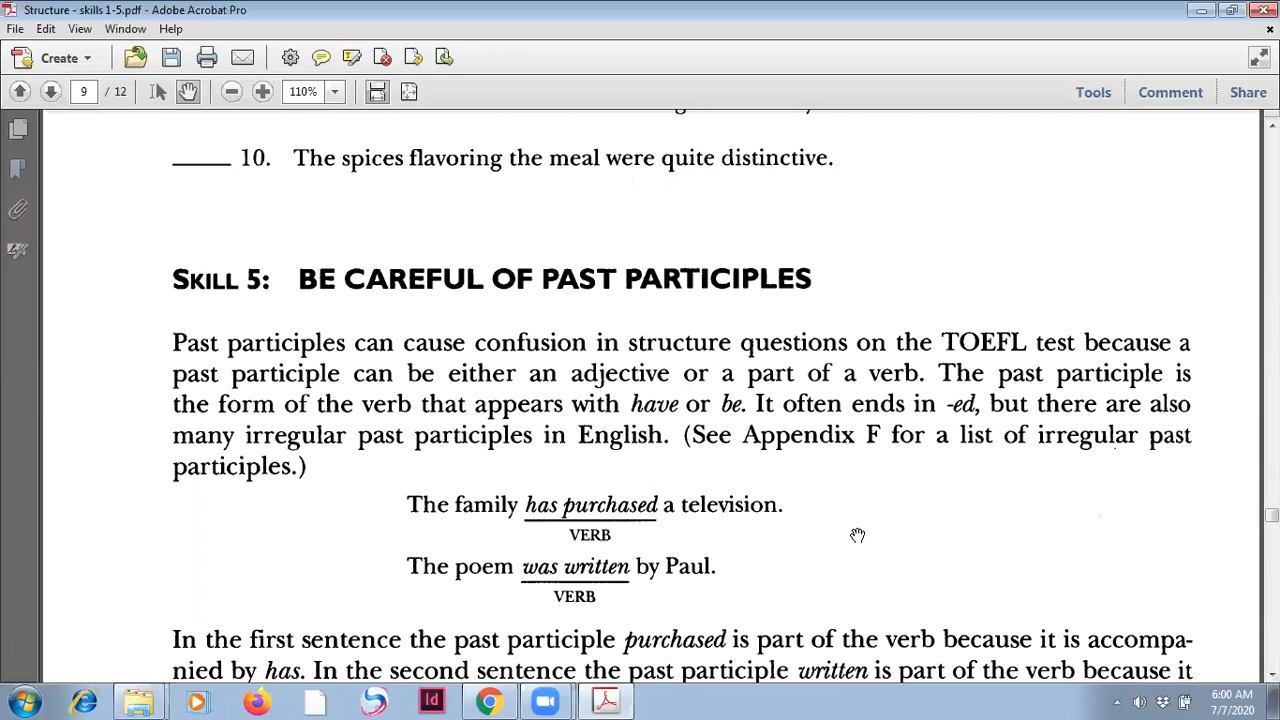 Structure - skills 1-5.pdf - Adobe Acrobat Pro
File Edit View Window Help
Create
9 / 12 110% Tools Comment Share
10. The spices flavoring the meal were quite distinctive.
SKILL 5: BE CAREFUL OF PAST PARTICIPLES
Past participles can cause confusion in structure questions on the TOEFL test because a
past participle can be either an adjective or a part of a verb. The past participle is
the form of the verb that appears with have or be. It often ends in -ed, but there are also
many irregular past participles in English. (See Appendix F for a list of irregular past
participles.)
The family has purchased a television.
VERB
The poem was written by Paul.
VERB
In the first sentence the past participle purchased is part of the verb because it is accompa-
nied by has. In the second sentence the past participle written is part of the verb because it
Id
6:00 AM
7/7/2020